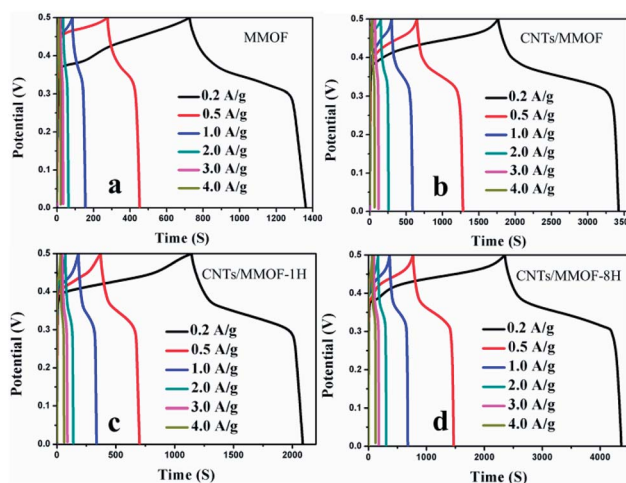 0.5
0.4
0.3
0.2
0.1
0.0
Potential (V)
MMOF
0.2 A/g
0.5 A/g
1.0 A/g
2.0 A/g
3.0 A/g
4.0 A/g
a
0 200 400 600 800 1000 1200 1400
Time (S)
0.5
0.4
0.3
0.2
0.1
0.0
Potential (V)
CNTs/MMOF
0.2 A/g
0.5 A/g
1.0 A/g
2.0 A/g
3.0 A/g
4.0 A/g
b
0 500 1000 1500 2000 2500 3000 3500
Time (S)
0.5
0.4
0.3
0.2
0.1
0.0
Potential (V)
CNTs/MMOF-1H
0.2 A/g
0.5 A/g
1.0 A/g
2.0 A/g
3.0 A/g
4.0 A/g
c
0 500 1000 1500 2000
Time (S)
0.5
0.4
0.3
0.2
0.1
0.0
Potential (V)
CNTs/MMOF-8H
0.2 A/g
0.5 A/g
1.0 A/g
2.0 A/g
3.0 A/g
4.0 A/g
d
0 1000 2000 3000 4000
Time (S)